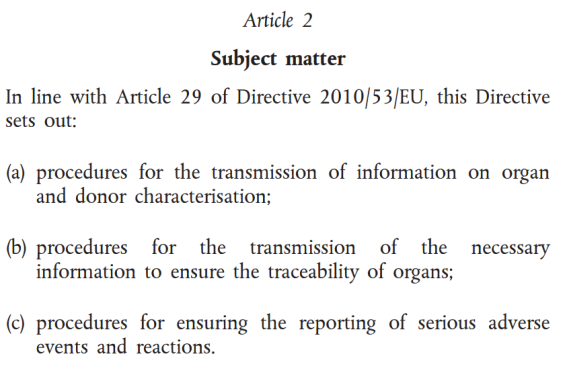 Article 2
Subject matter
In line with Article 29 of Directive 2010/53/EU, this Directive
sets out:
(a) procedures for the transmission of information on organ
and donor characterisation;
(b) procedures for the transmission of the necessary
information to ensure the traceability of organs;
(c) procedures for ensuring the reporting of serious adverse
events and reactions.